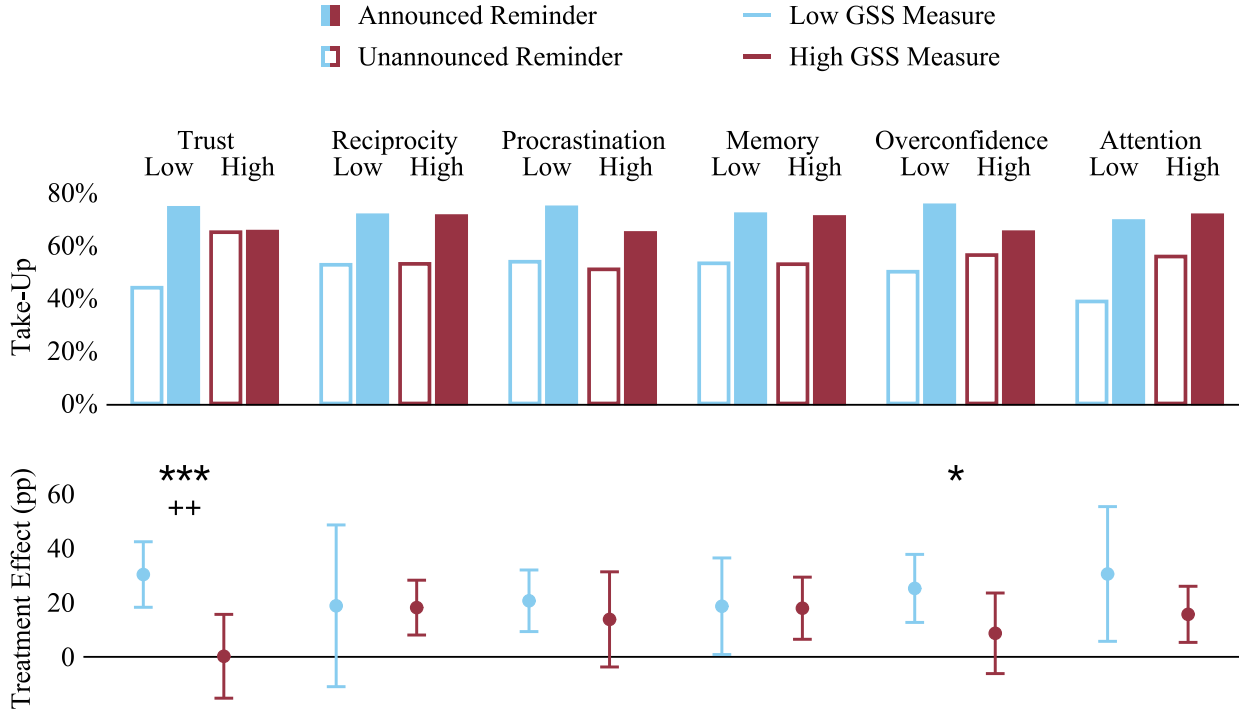 Announced Reminder
Low GSS Measure
Unannounced Reminder
High GSS Measure
Trust Reciprocity Procrastination Memory Overconfidence Attention
Low High Low High Low High Low High Low High Low High
80%
60%
40%
20%
0%
Take-Up
*** *
++
60
40
20
0
Treatment Effect (pp)